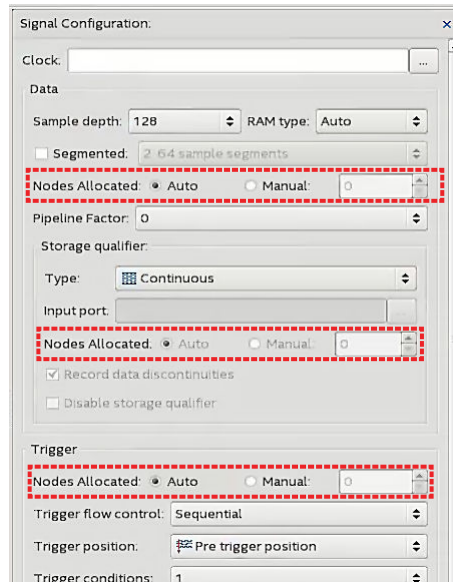 Signal Configuration:
Clock: ...
Data
Sample depth: 128 RAM type: Auto
Segmented: 2 64 sample segments
Nodes Allocated: Auto Manual: 0
Pipeline Factor: 0
Storage qualifier:
Type: Continuous
Input port: ...
Nodes Allocated: Auto Manual: 0
Record data discontinuities
Disable storage qualifier
Trigger
Nodes Allocated: Auto Manual: 0
Trigger flow control: Sequential
Trigger position: Pre trigger position
Trigger conditions: 1